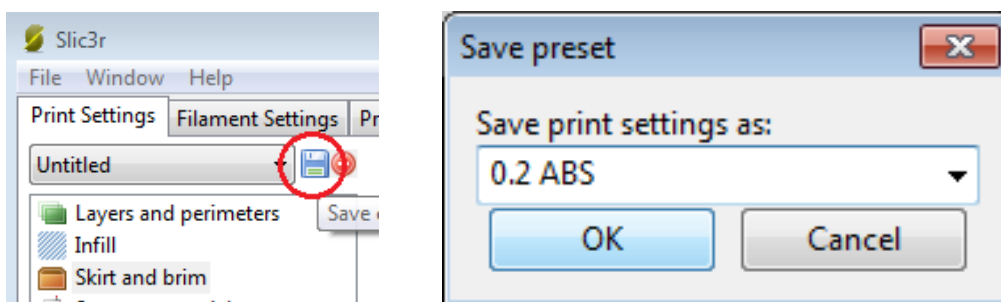 Slic3r
File Window Help
Print Settings Filament Settings
Untitled
Layers and perimeters
Save
Infill
Skirt and brim
Save preset
Save print settings as:
0.2 ABS
OK Cancel